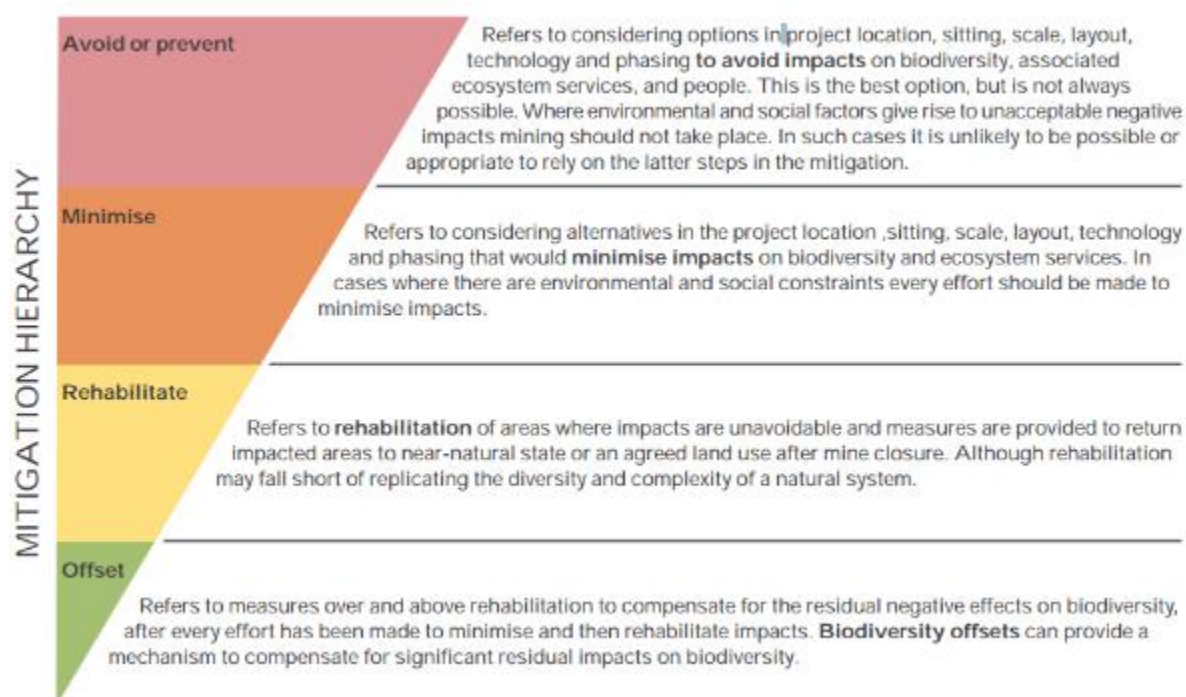 MITIGATION HIERARCHY
Avoid or prevent
Refers to considering options in project location, sitting, scale, layout,
technology and phasing to avoid impacts on biodiversity, associated
ecosystem services, and people. This is the best option, but is not always
possible. Where environmental and social factors give rise to unacceptable negative
impacts mining should not take place. In such cases it is unlikely to be possible or
appropriate to rely on the latter steps in the mitigation.
Minimise
Refers to considering alternatives in the project location ,sitting, scale, layout, technology
and phasing that would minimise impacts on biodiversity and ecosystem services. In
cases where there are environmental and social constraints every effort should be made to
minimise impacts.
Rehabilitate
Refers to rehabilitation of areas where impacts are unavoidable and measures are provided to return
impacted areas to near-natural state or an agreed land use after mine closure. Although rehabilitation
may fall short of replicating the diversity and complexity of a natural system.
Offset
Refers to measures over and above rehabilitation to compensate for the residual negative effects on biodiversity,
after every effort has been made to minimise and then rehabilitate impacts. Biodiversity offsets can provide a
mechanism to compensate for significant residual impacts on biodiversity.